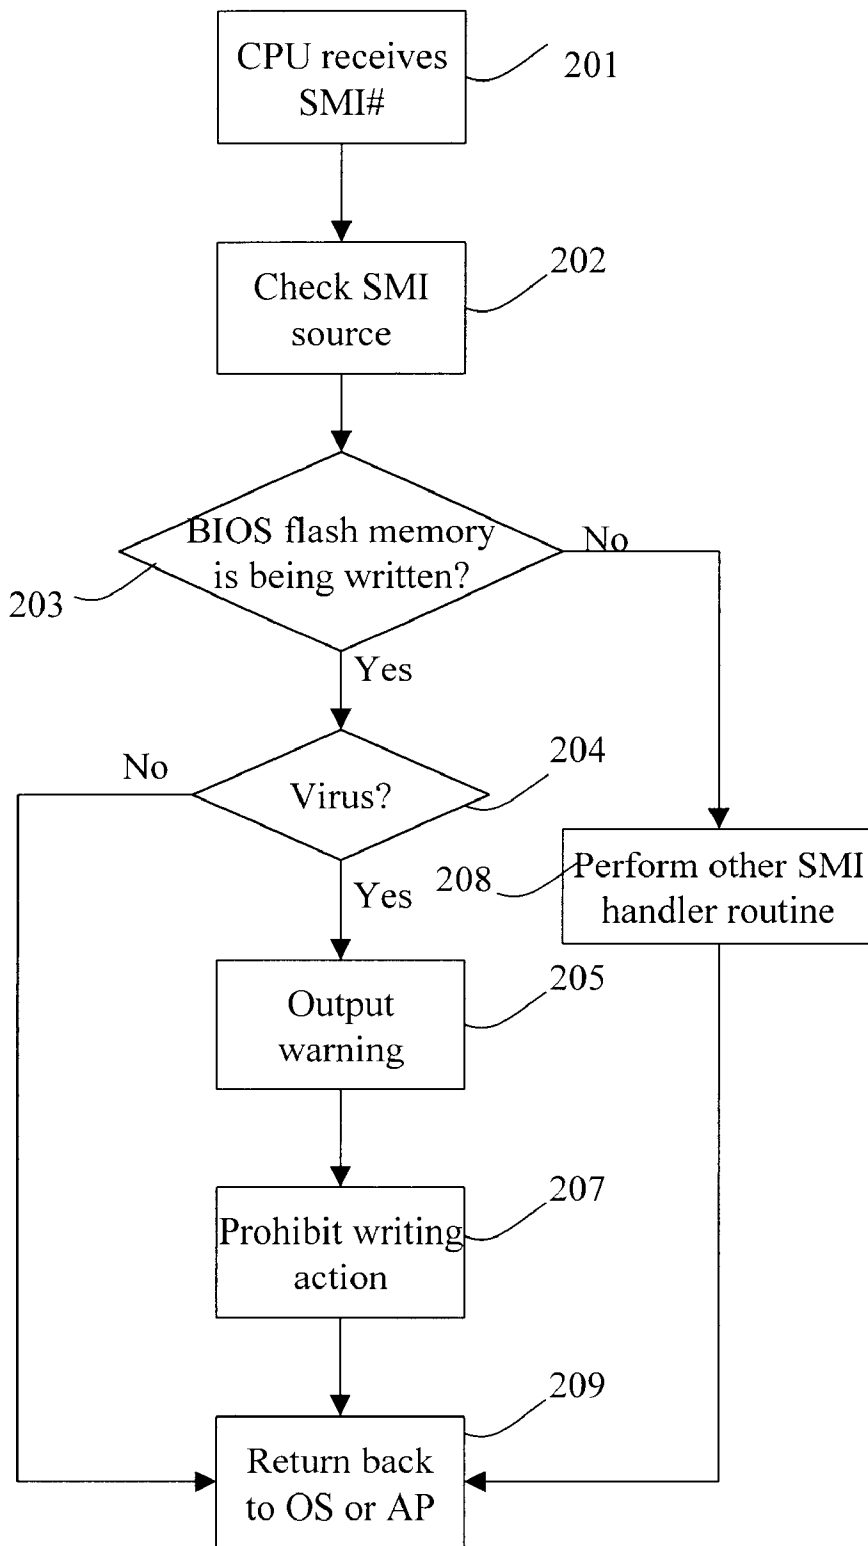 CPU receives
SMI#
201
Check SMI
source
202
BIOS flash memory
is being written?
No
203
Yes
No
Virus?
204
Yes
208
Perform other SMI
handler routine
Output
warning
205
Prohibit writing
action
207
Return back
to OS or AP
209